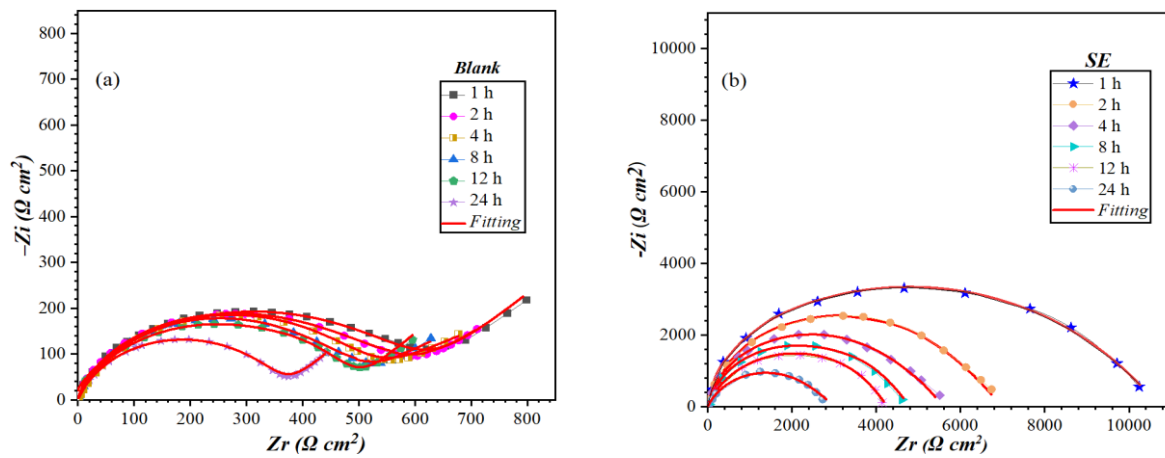 (a)
Blank
1 h
2 h
4 h
8 h
12 h
24 h
Fitting
–Zi (Ω cm²)
800
700
600
500
400
300
200
100
0
0 100 200 300 400 500 600 700 800
Zr (Ω cm²)
(b)
SE
1 h
2 h
4 h
8 h
12 h
24 h
Fitting
-Zi (Ω cm²)
10000
8000
6000
4000
2000
0
0 2000 4000 6000 8000 10000
Zr (Ω cm²)